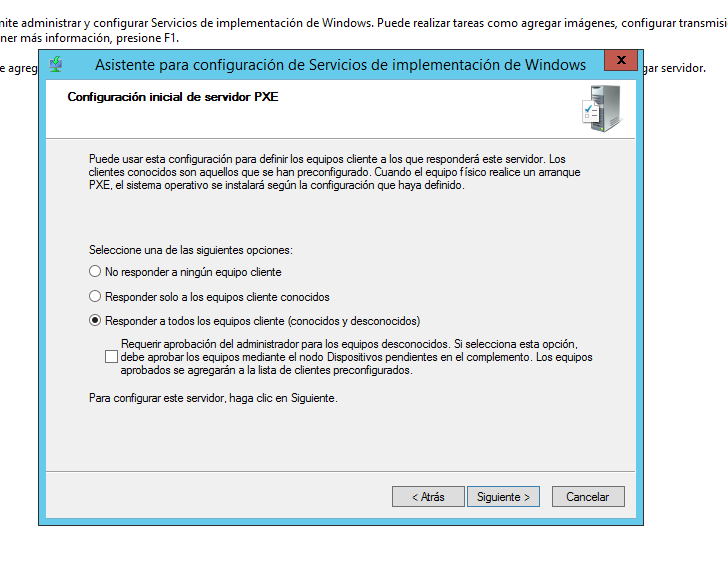 mite administrar y configurar Servicios de implementación de Windows. Puede realizar tareas como agregar imágenes, configurar transmisi
ner más información, presione F1.
e agreg
gar servidor.
Asistente para configuración de Servicios de implementación de Windows
x
Configuración inicial de servidor PXE
Puede usar esta configuración para definir los equipos cliente a los que responderá este servidor. Los
clientes conocidos son aquellos que se han preconfigurado. Cuando el equipo físico realice un arranque
PXE, el sistema operativo se instalará según la configuración que haya definido.
Seleccione una de las siguientes opciones:
No responder a ningún equipo cliente
Responder solo a los equipos cliente conocidos
Responder a todos los equipos cliente (conocidos y desconocidos)
Requerir aprobación del administrador para los equipos desconocidos. Si selecciona esta opción,
debe aprobar los equipos mediante el nodo Dispositivos pendientes en el complemento. Los equipos
aprobados se agregarán a la lista de clientes preconfigurados.
Para configurar este servidor, haga clic en Siguiente.
< Atrás
Siguiente >
Cancelar